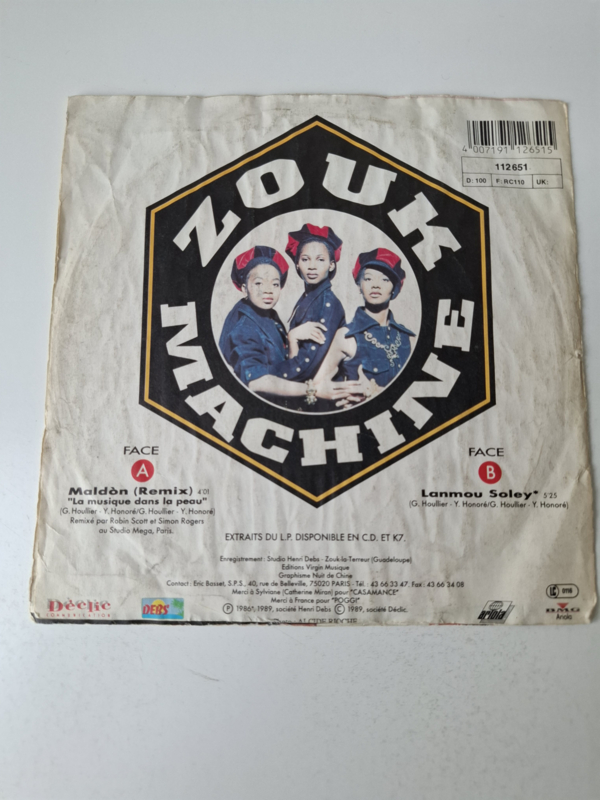 4 007191 126515
112651
D: 100 F: RC110 UK:
ZOUK
MACHINE
FACE
A
Maldòn (Remix) 4'01
"La musique dans la peau"
(G. Houllier - Y. Honoré/G. Houllier - Y. Honoré)
Remixé par Robin Scott et Simon Rogers
au Studio Mega, Paris.
FACE
B
Lanmou Soley* 5'25
(G. Houllier - Y. Honoré/G. Houllier - Y. Honoré)
EXTRAITS DU L.P. DISPONIBLE EN C.D. ET K7.
Enregistrement : Studio Henri Debs - Zouk-la-Terreur (Guadeloupe)
Editions Virgin Musique
Graphisme Nuit de Chine
Contact : Eric Basset, S.P.S., 40, rue de Belleville, 75020 PARIS - Tél. : 43 66 33 47, Fax : 43 66 34 08
Merci à Sylviane (Catherine Miran) pour "CASAMANCE"
Merci à France pour "POGGI"
Ⓟ 1986*, 1989, société Henri Debs Ⓒ 1989, société Déclic.
Déclic
COMMUNICATION
DEBS
ariola
BMG
Ariola